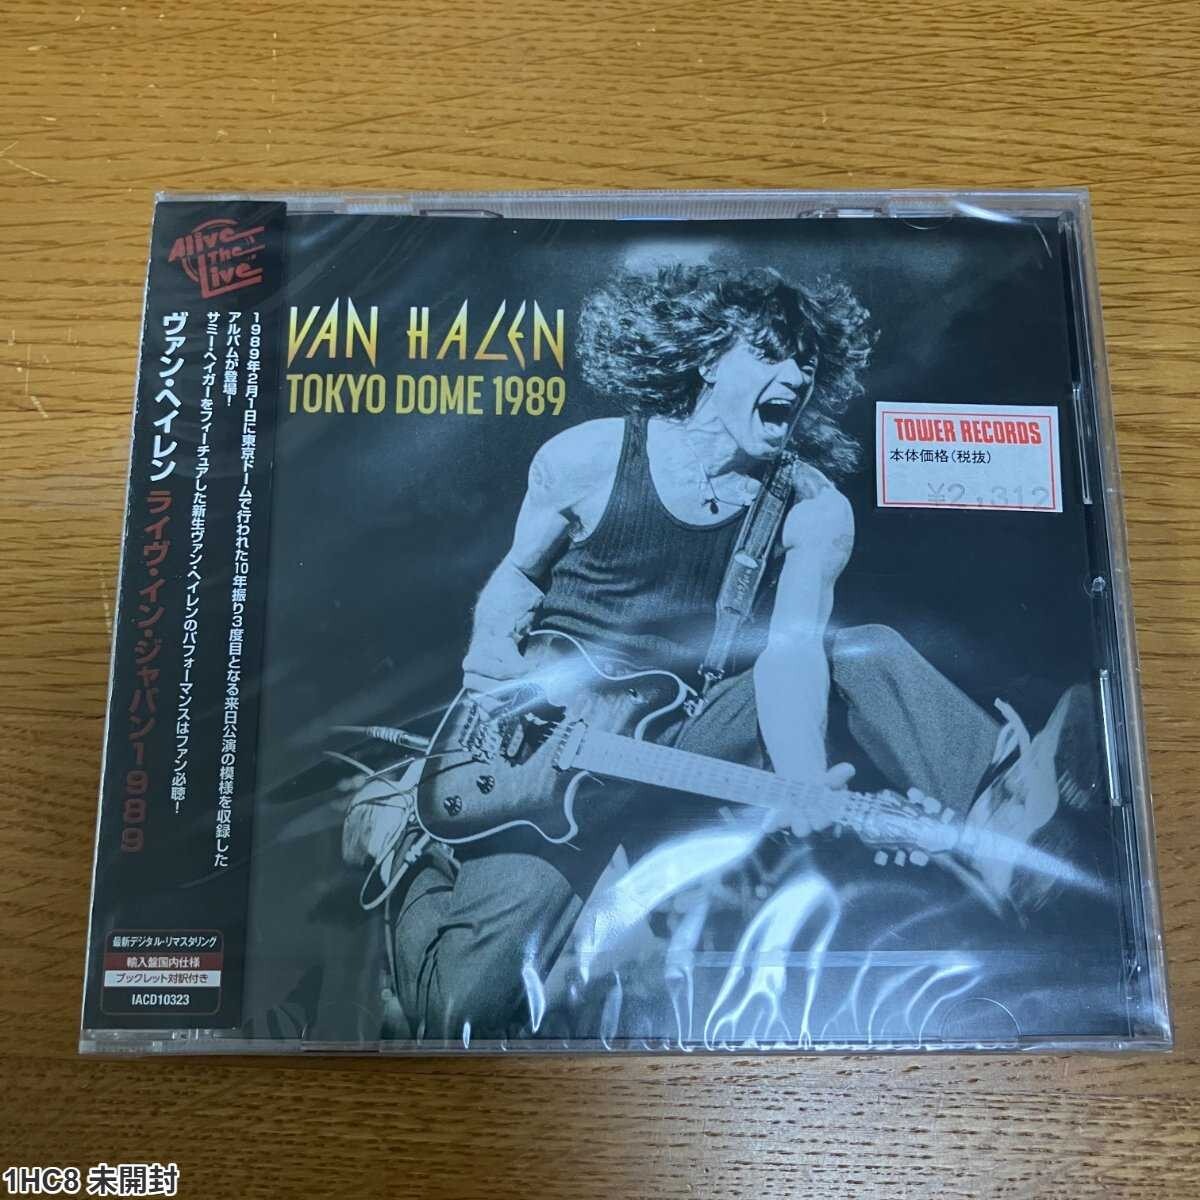 Alive
The
Live
ヴァン・ヘイレン ライヴ・イン・ジャパン1989
1989年2月1日に東京ドームで行われた10年振り3度目となる来日公演の模様を収録した
アルバムが登場!
サミー・ヘイガーをフィーチュアした新生ヴァン・ヘイレンのパフォーマンスはファン必聴!
最新デジタル・リマスタリング
輸入盤国内仕様
ブックレット対訳付き
IACD10323
VAN HALEN
TOKYO DOME 1989
TOWER RECORDS
本体価格(税抜)
¥2,312
1HC8 未開封